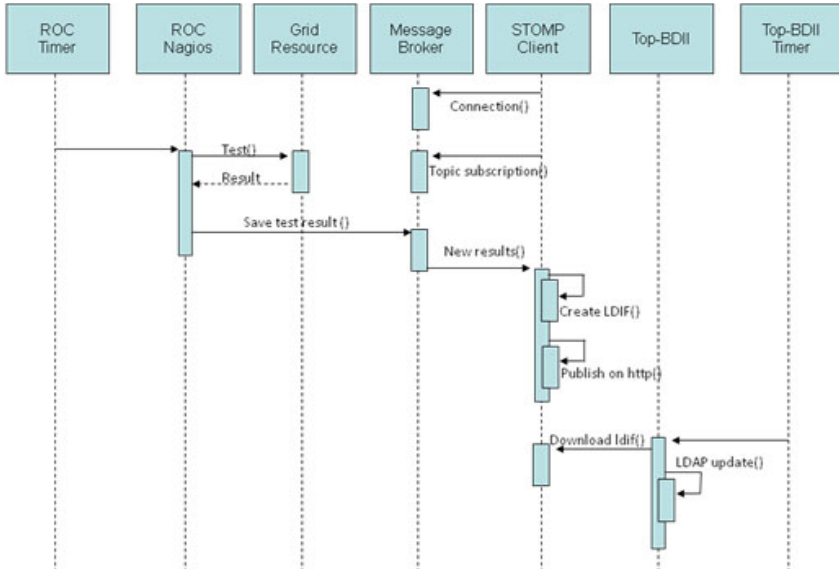 ROC
Timer
ROC
Nagios
Grid
Resource
Message
Broker
STOMP
Client
Top-BDII
Top-BDII
Timer
Connection()
Test()
Topic subscription()
Result
Save test result ()
New results()
Create LDIF()
Publish on http()
Download ldif()
LDAP update()